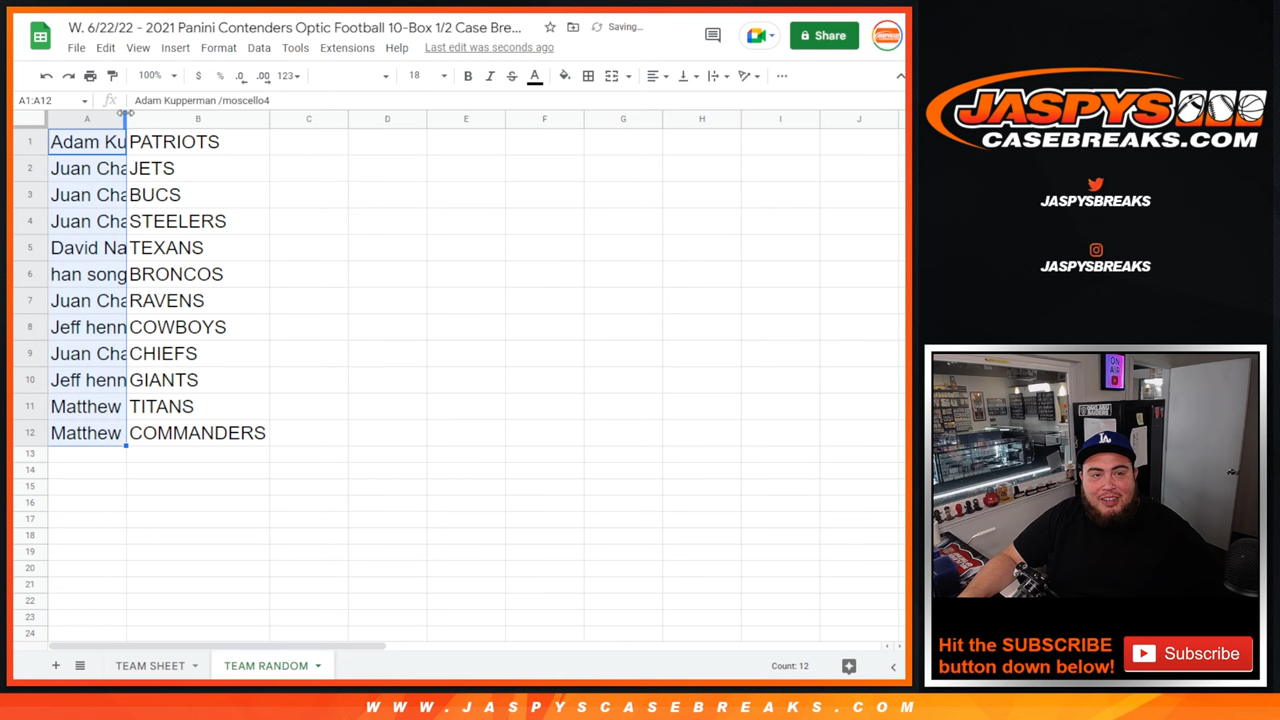 W. 6/22/22 - 2021 Panini Contenders Optic Football 10-Box 1/2 Case Bre...
Saving...
Share
File Edit View Insert Format Data Tools Extensions Help Last edit was seconds ago
100% $ % .0 .00 123 18 B I S A
A1:A12 fx Adam Kupperman /moscello4
A B C D E F G H I J
1 Adam Ku PATRIOTS
2 Juan Cha JETS
3 Juan Cha BUCS
4 Juan Cha STEELERS
5 David Na TEXANS
6 han song BRONCOS
7 Juan Cha RAVENS
8 Jeff henn COWBOYS
9 Juan Cha CHIEFS
10 Jeff henn GIANTS
11 Matthew TITANS
12 Matthew COMMANDERS
13
14
15
16
17
18
19
20
21
22
23
24
+ TEAM SHEET TEAM RANDOM Count: 12
JASPYS
CASEBREAKS.COM
JASPYSBREAKS
JASPYSBREAKS
ON
AIR
LA
Hit the SUBSCRIBE
button down below!
Subscribe
WWW.JASPYSCASEBREAKS.COM